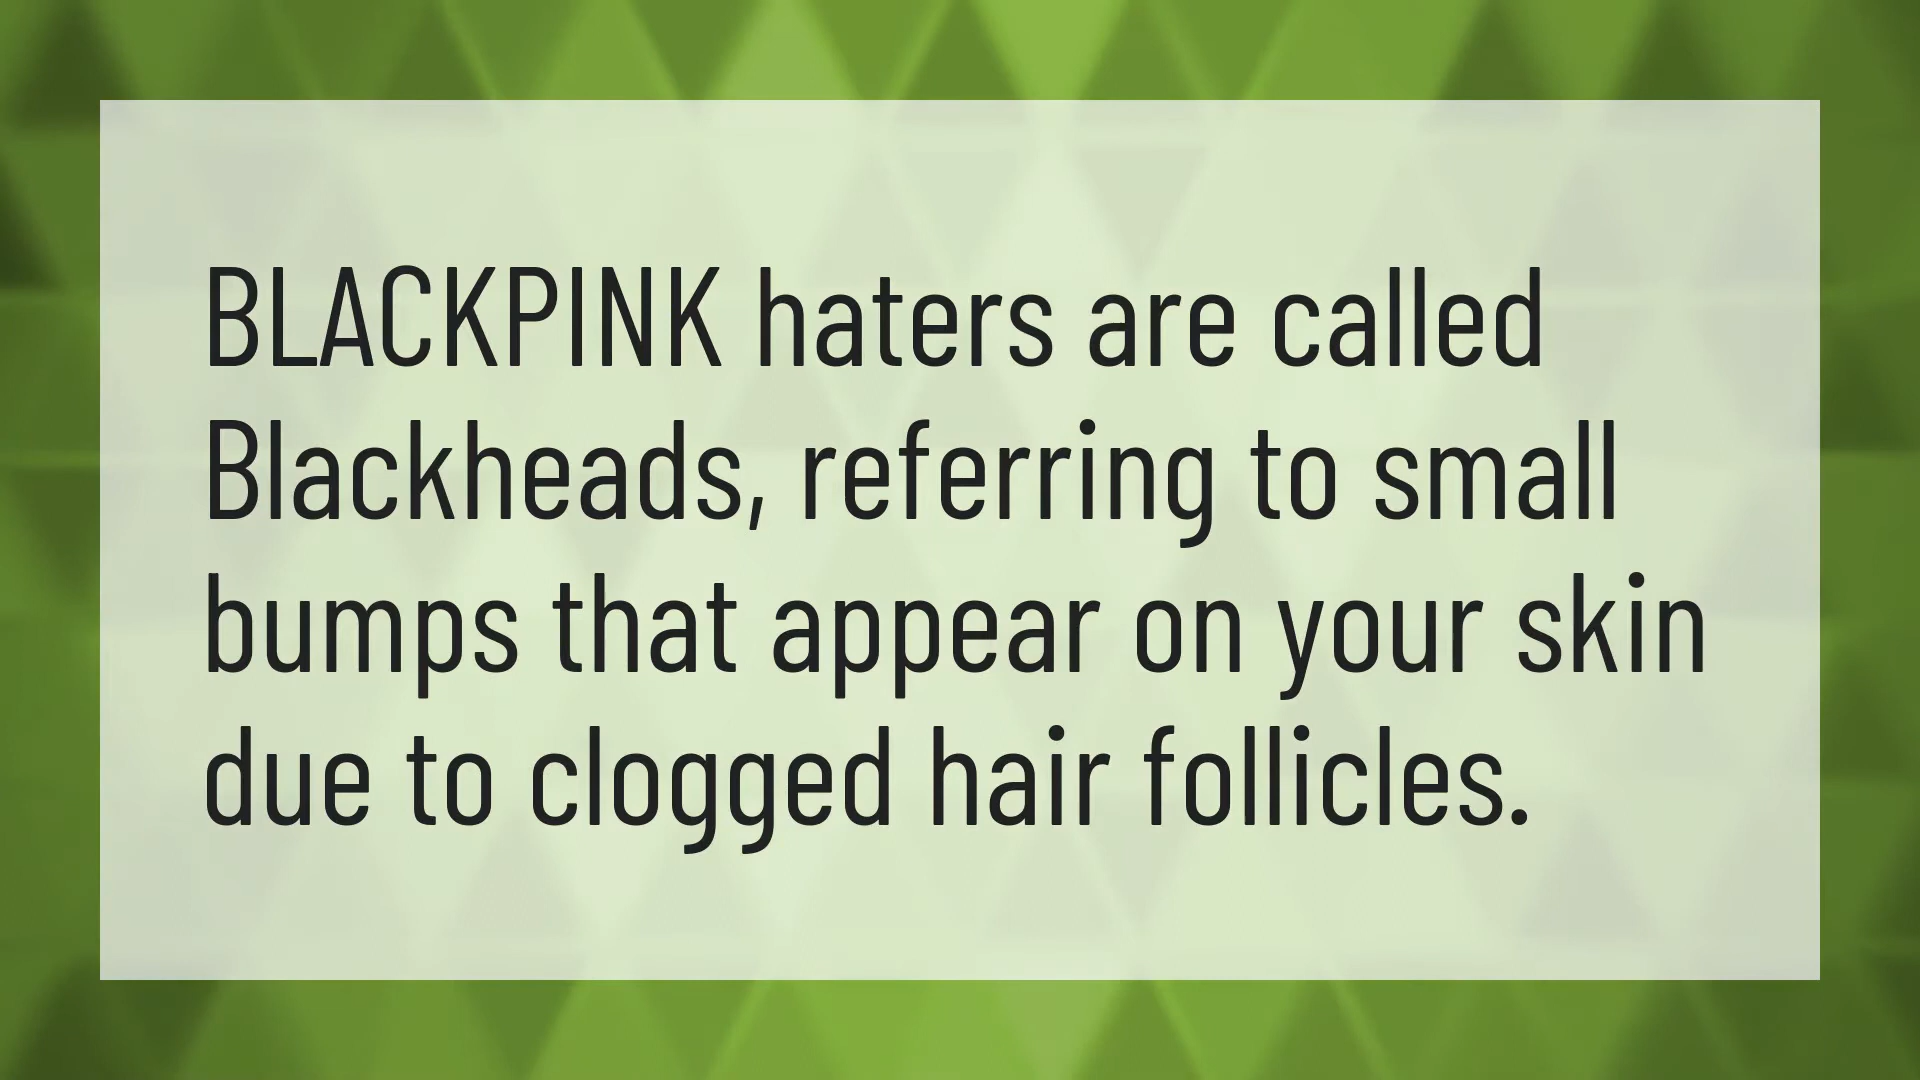 BLACKPINK haters are called
Blackheads, referring to small
bumps that appear on your skin
due to clogged hair follicles.